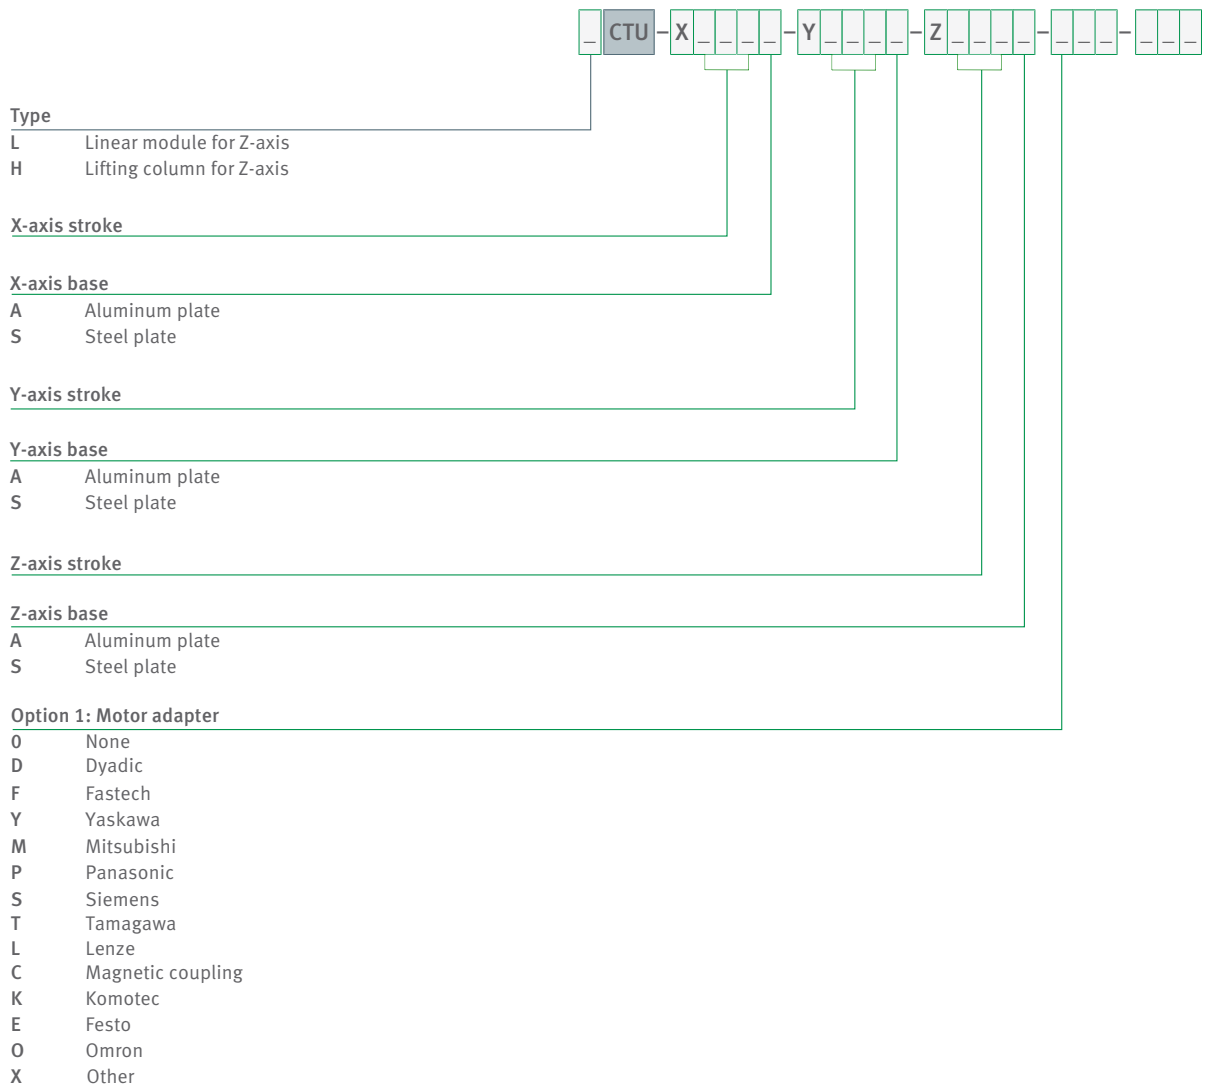 _ CTU – X _ _ _ _ – Y _ _ _ _ – Z _ _ _ _ – _ _ _ – _ _ _
Type
L Linear module for Z-axis
H Lifting column for Z-axis
X-axis stroke
X-axis base
A Aluminum plate
S Steel plate
Y-axis stroke
Y-axis base
A Aluminum plate
S Steel plate
Z-axis stroke
Z-axis base
A Aluminum plate
S Steel plate
Option 1: Motor adapter
0 None
D Dyadic
F Fastech
Y Yaskawa
M Mitsubishi
P Panasonic
S Siemens
T Tamagawa
L Lenze
C Magnetic coupling
K Komotec
E Festo
O Omron
X Other